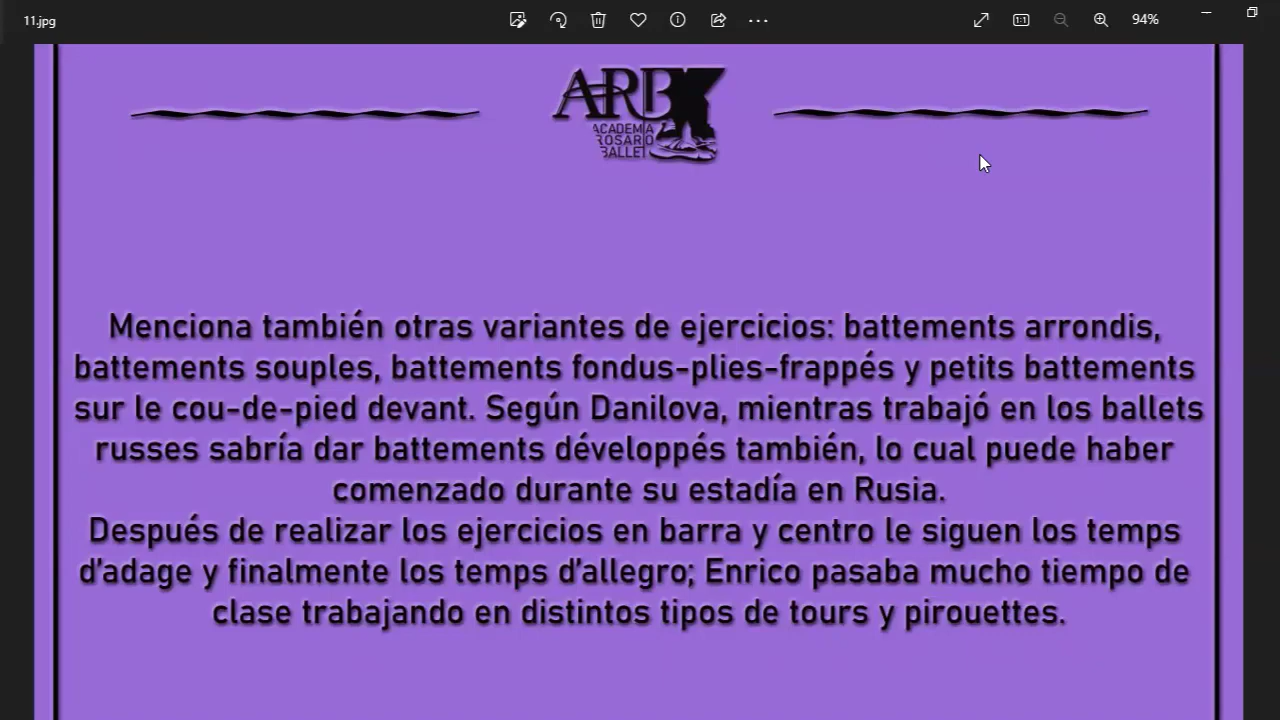 11.jpg
94%
ARB
ACADEMIA
ROSARIO
BALLET
Menciona también otras variantes de ejercicios: battements arrondis,
battements souples, battements fondus-plies-frappés y petits battements
sur le cou-de-pied devant. Según Danilova, mientras trabajó en los ballets
russes sabría dar battements développés también, lo cual puede haber
comenzado durante su estadía en Rusia.
Después de realizar los ejercicios en barra y centro le siguen los temps
d'adage y finalmente los temps d'allegro; Enrico pasaba mucho tiempo de
clase trabajando en distintos tipos de tours y pirouettes.